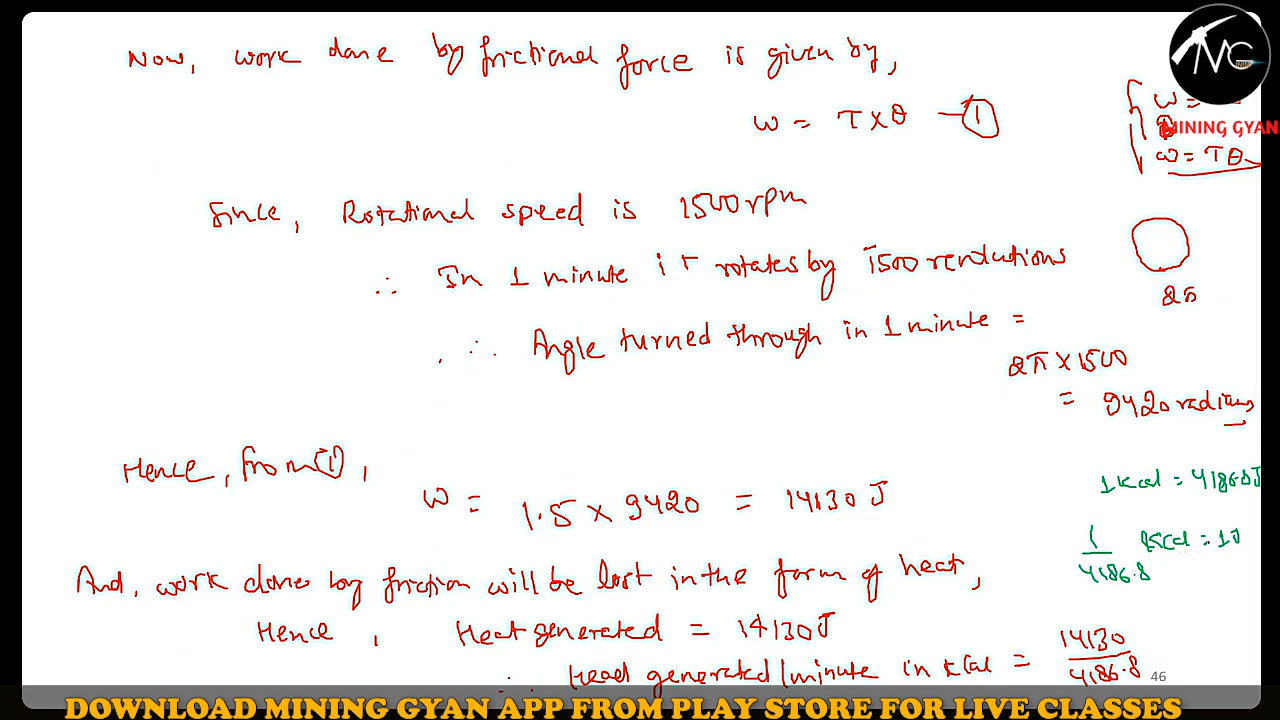 Now, work done by frictional force is given by,
W = T × θ — ①
W =
MINING GYAN
W = Tθ
Since, Rotational speed is 1500 rpm
∴ In 1 minute it rotates by 1500 revolutions
2π
∴ Angle turned through in 1 minute =
2π × 1500
= 9420 radians
Hence, from ①,
W = 1.5 × 9420 = 14130 J
1 kcal = 4186.8 J
1/4186.8 kcal = 1J
And, work done by friction will be lost in the form of heat,
Hence, Heat generated = 14130J
∴ Head generated/minute in kcal = 14130/4186.8
46
DOWNLOAD MINING GYAN APP FROM PLAY STORE FOR LIVE CLASSES